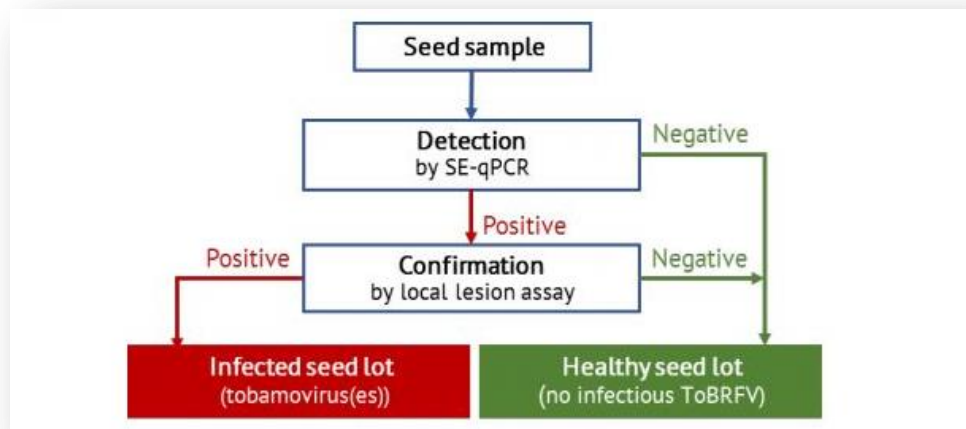 Seed sample
Detection
by SE-qPCR
Negative
Positive
Positive
Confirmation
by local lesion assay
Negative
Infected seed lot
(tobamovirus(es))
Healthy seed lot
(no infectious ToBRFV)